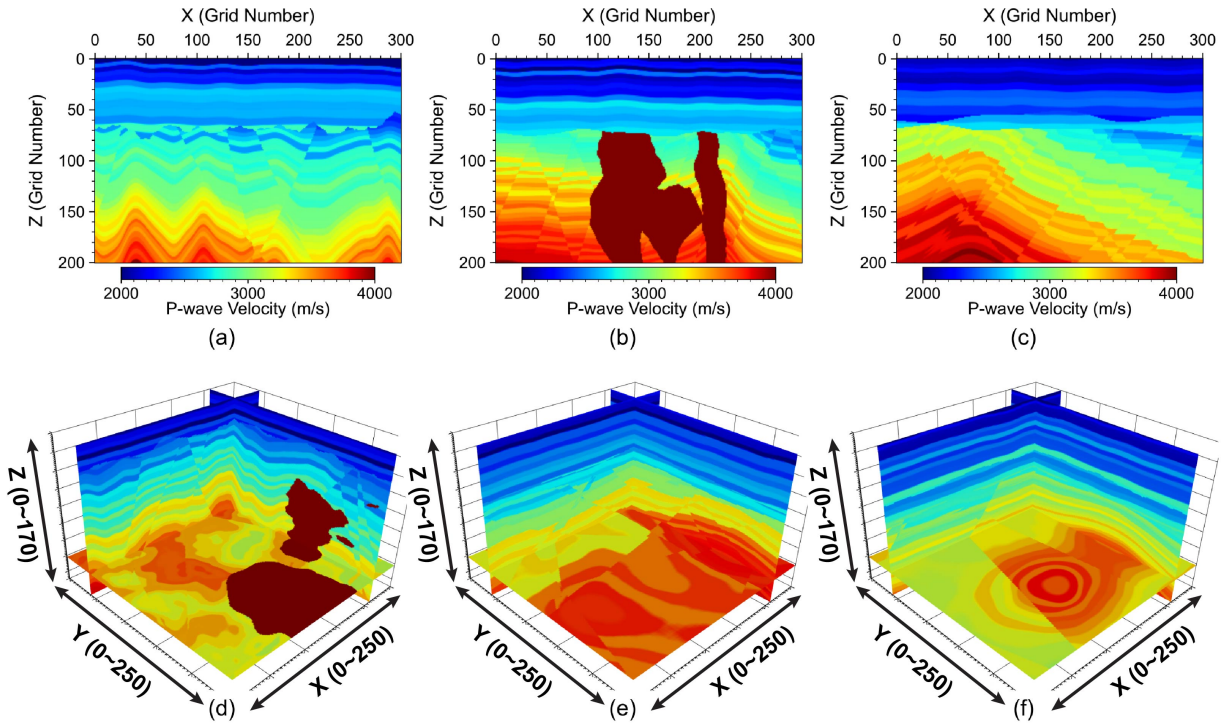 X (Grid Number)
X (Grid Number)
X (Grid Number)
0 50 100 150 200 250 300
0 50 100 150 200 250 300
0 50 100 150 200 250 300
Z (Grid Number)
0
50
100
150
200
Z (Grid Number)
0
50
100
150
200
Z (Grid Number)
0
50
100
150
200
2000 3000 4000
2000 3000 4000
2000 3000 4000
P-wave Velocity (m/s)
P-wave Velocity (m/s)
P-wave Velocity (m/s)
(a)
(b)
(c)
Z (0~170)
Y (0~250)
X (0~250)
(d)
Z (0~170)
Y (0~250)
X (0~250)
(e)
Z (0~170)
Y (0~250)
X (0~250)
(f)